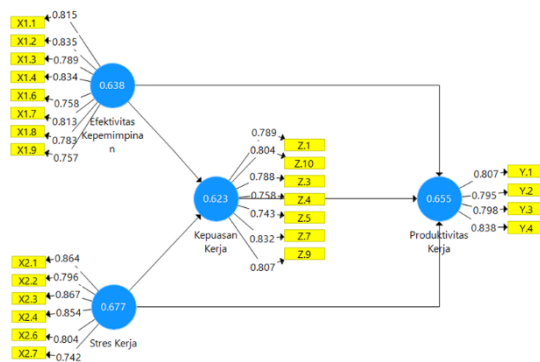 X1.1
0.815
X1.2
0.835
X1.3
0.789
X1.4
0.834
X1.6
0.758
X1.7
0.813
X1.8
0.783
X1.9
0.757
0.638
Efektivitas
Kepemimpina
n
0.789
Z.1
0.804
Z.10
0.788
Z.3
0.758
Z.4
0.743
Z.5
0.832
Z.7
0.807
Z.9
0.623
Kepuasan
Kerja
0.807
Y.1
0.795
Y.2
0.798
Y.3
0.838
Y.4
0.655
Produktivitas
Kerja
X2.1
0.864
X2.2
0.796
X2.3
0.867
X2.4
0.854
X2.6
0.804
X2.7
0.742
0.677
Stres Kerja